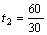 t₂ = 60/30